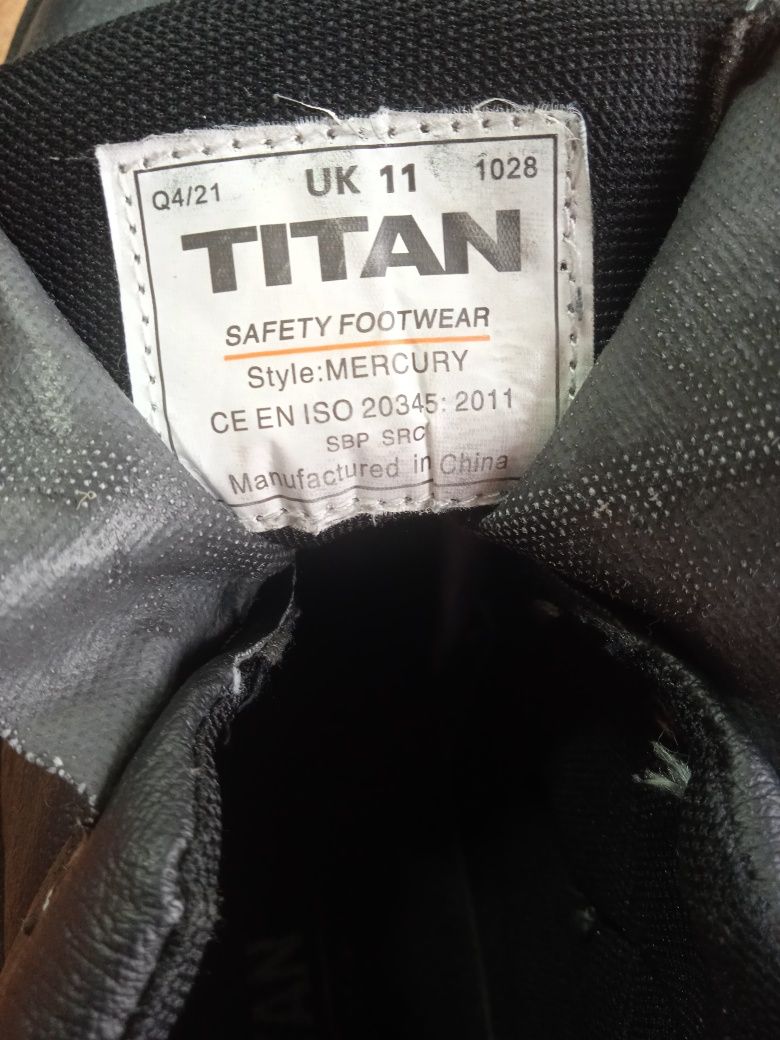 Q4/21 UK 11 1028
TITAN
SAFETY FOOTWEAR
Style:MERCURY
CE EN ISO 20345: 2011
SBP SRC
Manufactured in China
AN